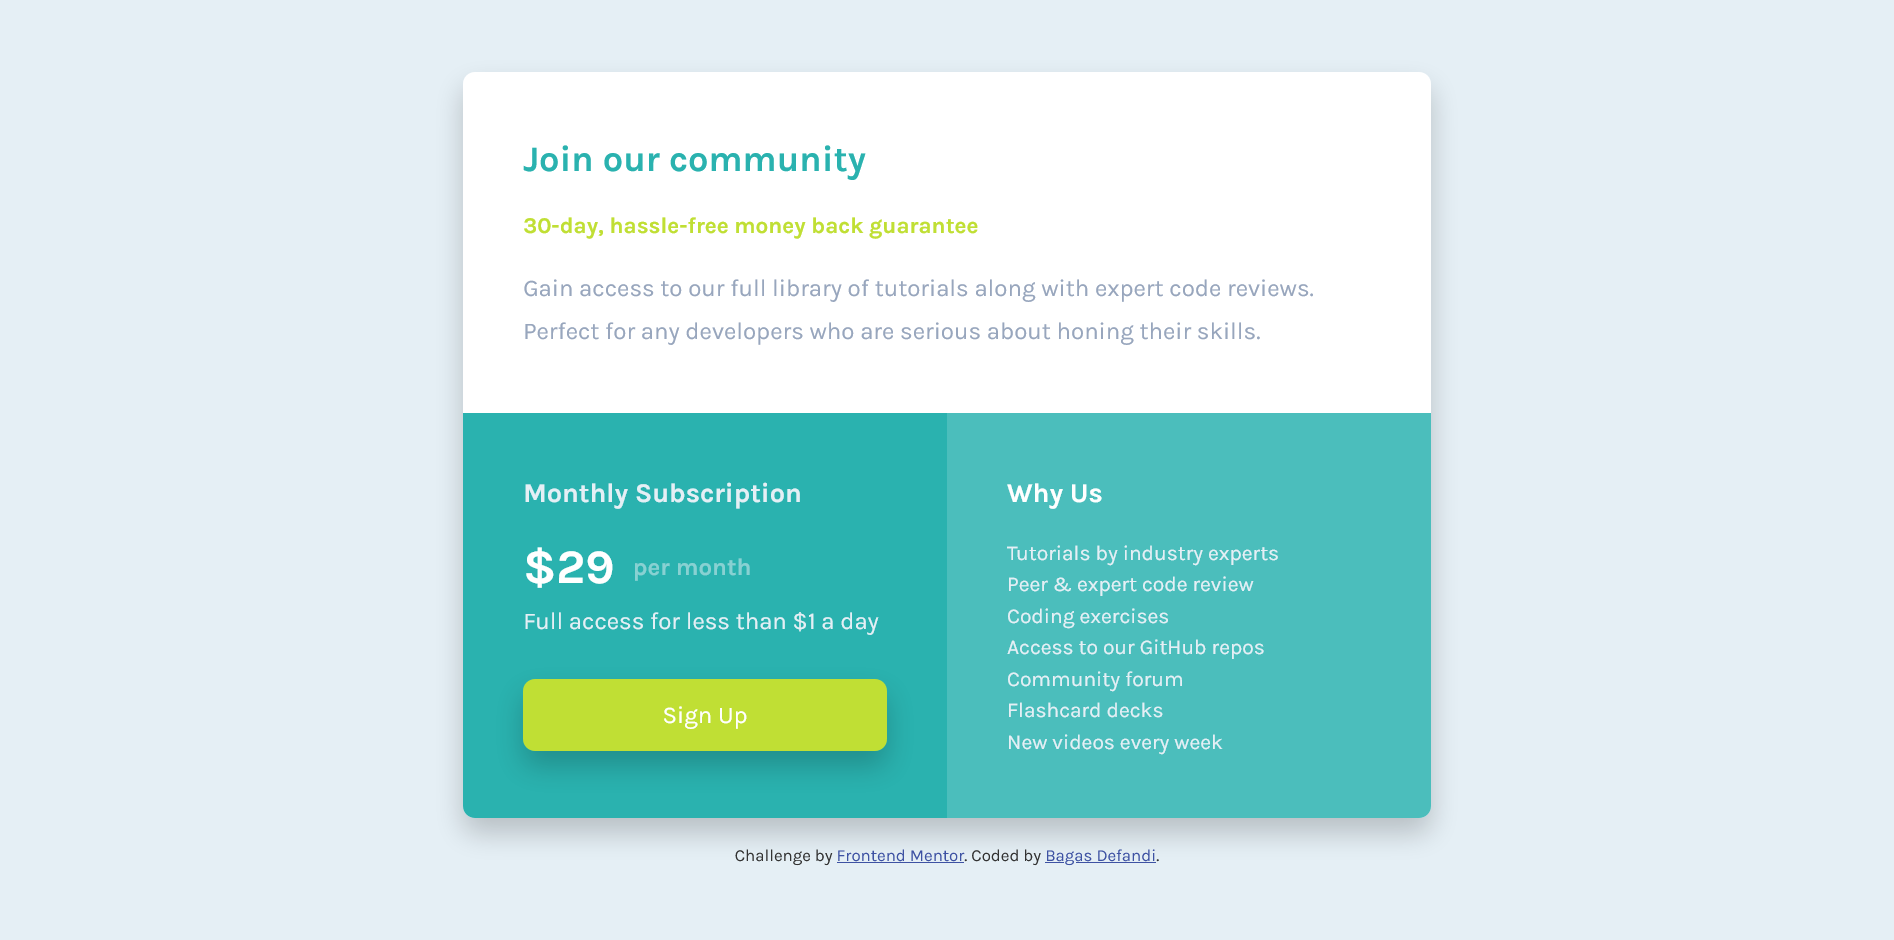 Join our community
30-day, hassle-free money back guarantee
Gain access to our full library of tutorials along with expert code reviews.
Perfect for any developers who are serious about honing their skills.
Monthly Subscription
$29 per month
Full access for less than $1 a day
Sign Up
Why Us
Tutorials by industry experts
Peer & expert code review
Coding exercises
Access to our GitHub repos
Community forum
Flashcard decks
New videos every week
Challenge by Frontend Mentor. Coded by Bagas Defandi.